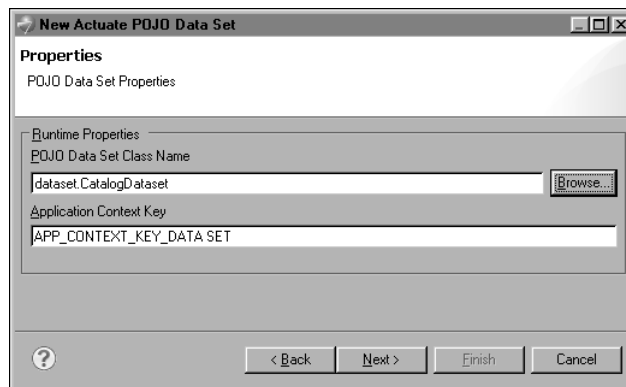 New Actuate POJO Data Set
Properties
POJO Data Set Properties
Runtime Properties
POJO Data Set Class Name
dataset.CatalogDataset
Browse...
Application Context Key
APP_CONTEXT_KEY_DATA SET
?
< Back
Next >
Finish
Cancel